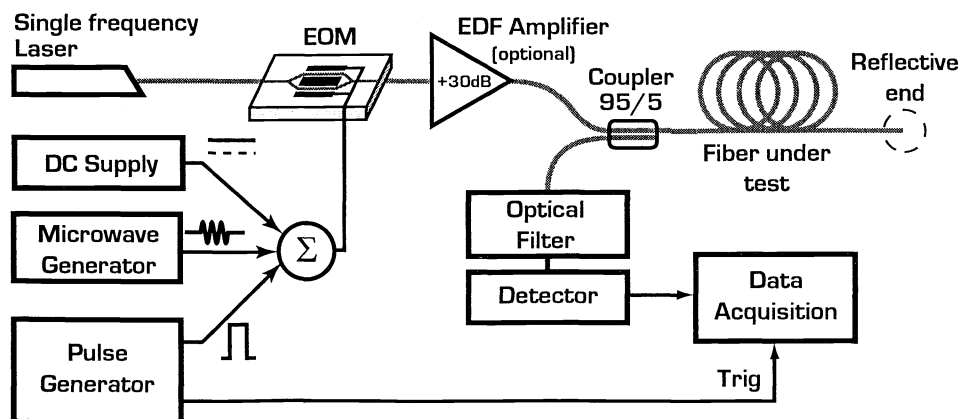 Single frequency
Laser
EOM
EDF Amplifier
(optional)
+30dB
Coupler
95/5
Reflective
end
Fiber under
test
DC Supply
Microwave
Generator
Σ
Pulse
Generator
Optical
Filter
Detector
Data
Acquisition
Trig